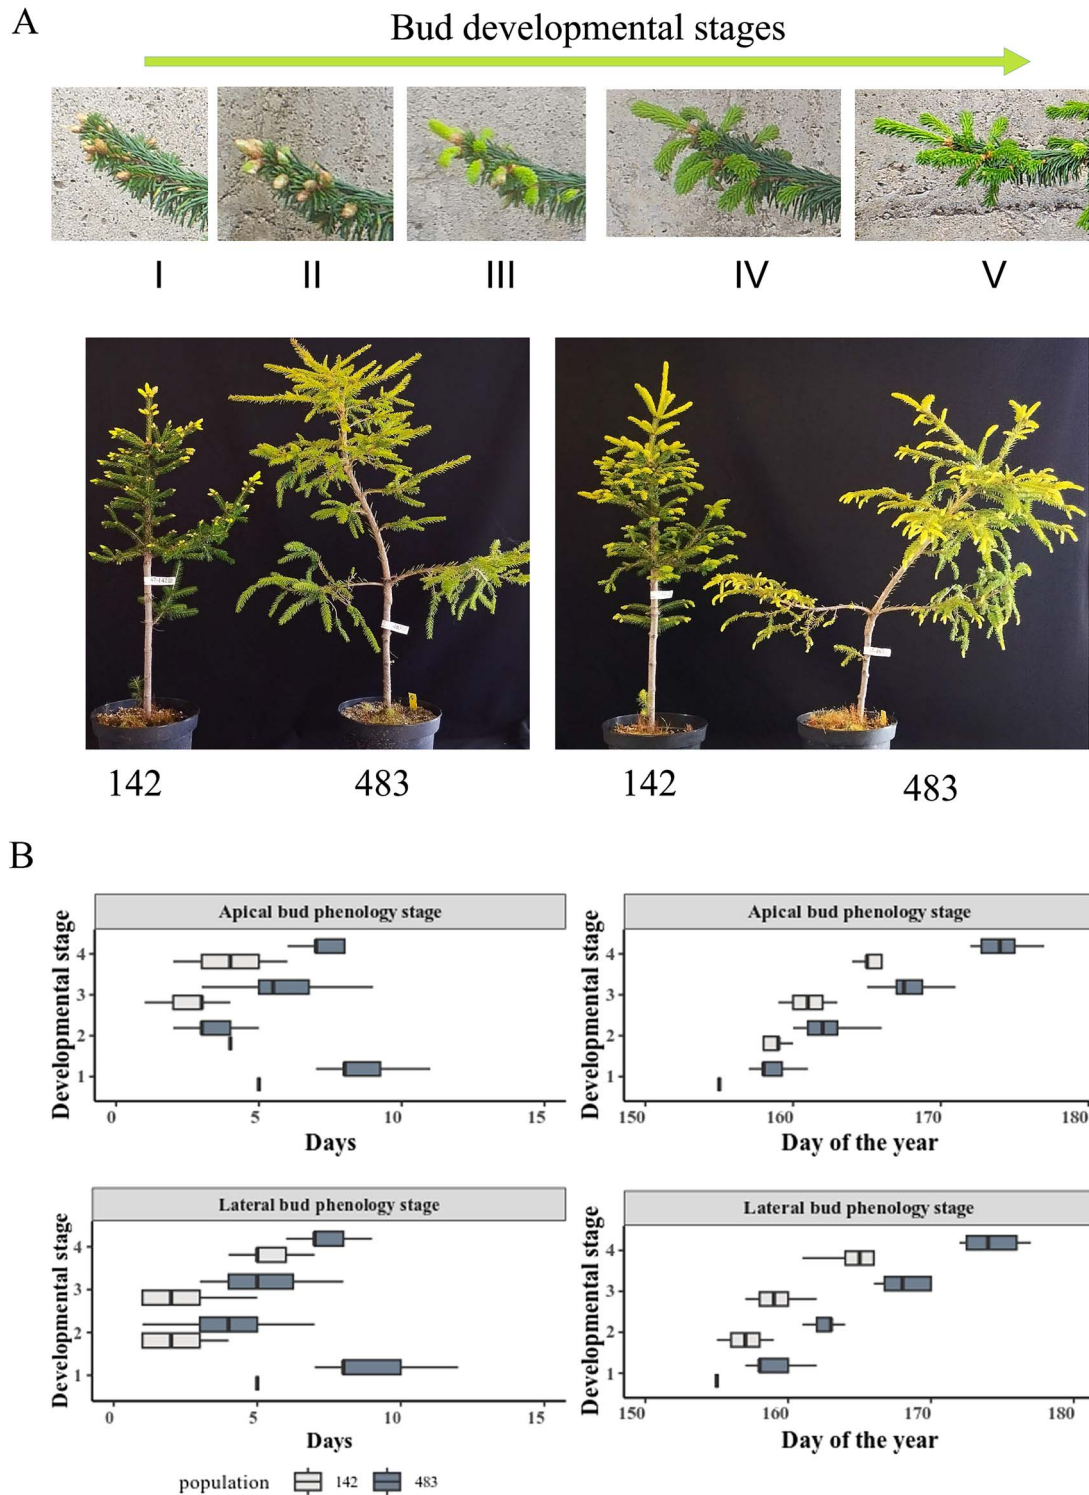 A
Bud developmental stages
I II III IV V
142 483 142 483
B
Apical bud phenology stage
Developmental stage
4
3
2
1
0 5 10 15
Days
Apical bud phenology stage
Developmental stage
4
3
2
1
150 160 170 180
Day of the year
Lateral bud phenology stage
Developmental stage
4
3
2
1
0 5 10 15
Days
Lateral bud phenology stage
Developmental stage
4
3
2
1
150 160 170 180
Day of the year
population 142 483